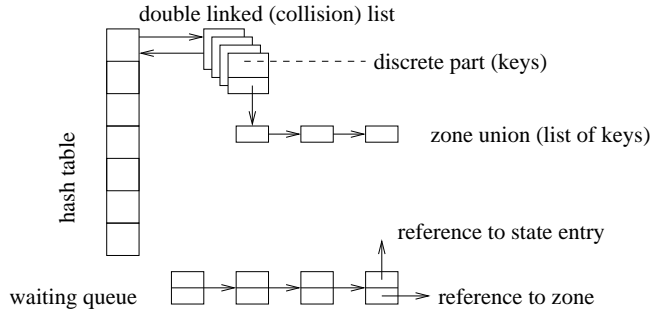 double linked (collision) list
discrete part (keys)
zone union (list of keys)
hash table
reference to state entry
waiting queue
reference to zone